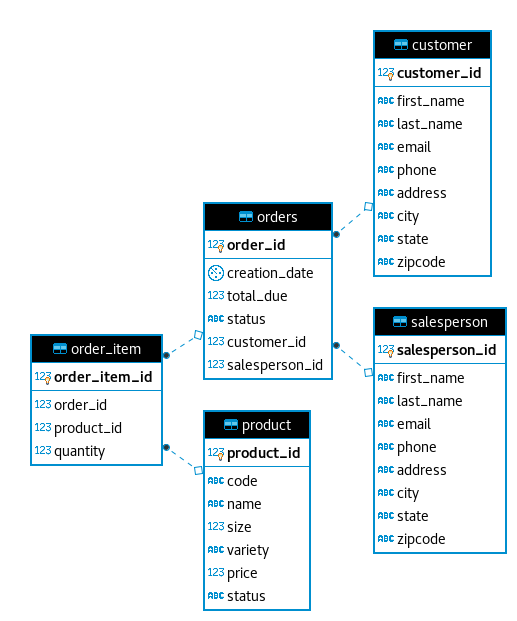 customer
123 customer_id
ABC first_name
ABC last_name
ABC email
ABC phone
ABC address
ABC city
ABC state
ABC zipcode
orders
123 order_id
creation_date
123 total_due
ABC status
123 customer_id
123 salesperson_id
salesperson
123 salesperson_id
ABC first_name
ABC last_name
ABC email
ABC phone
ABC address
ABC city
ABC state
ABC zipcode
order_item
123 order_item_id
123 order_id
123 product_id
123 quantity
product
123 product_id
ABC code
ABC name
123 size
ABC variety
123 price
ABC status